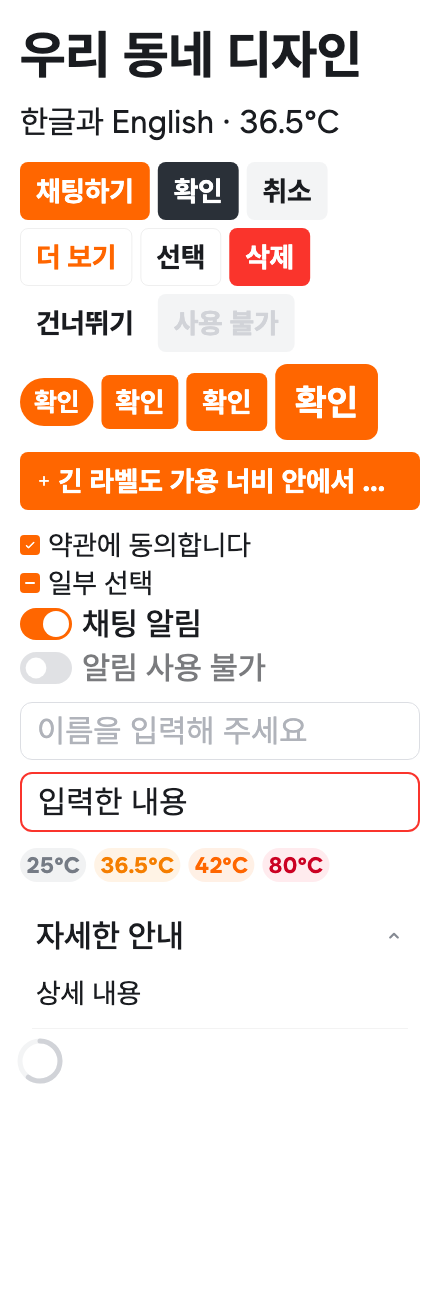 우리 동네 디자인
한글과 English · 36.5°C
채팅하기 확인 취소
더 보기 선택 삭제
건너뛰기 사용 불가
확인 확인 확인 확인
+ 긴 라벨도 가용 너비 안에서 ...
약관에 동의합니다
일부 선택
채팅 알림
알림 사용 불가
이름을 입력해 주세요
입력한 내용
25°C 36.5°C 42°C 80°C
자세한 안내
상세 내용